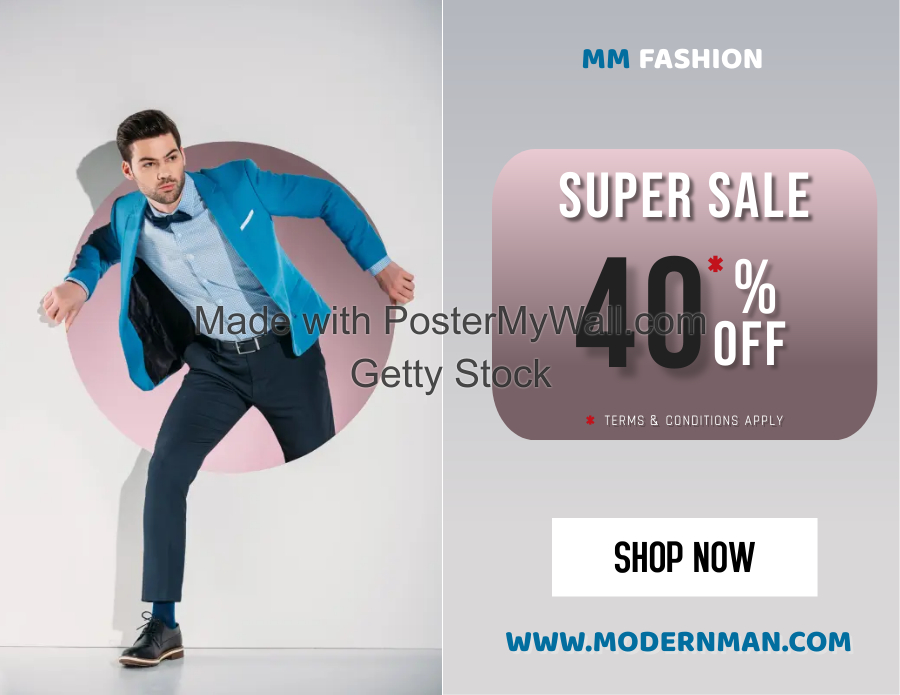 MM FASHION
SUPER SALE
40*%
OFF
* TERMS & CONDITIONS APPLY
Made with PosterMyWall.com
Getty Stock
SHOP NOW
WWW.MODERNMAN.COM